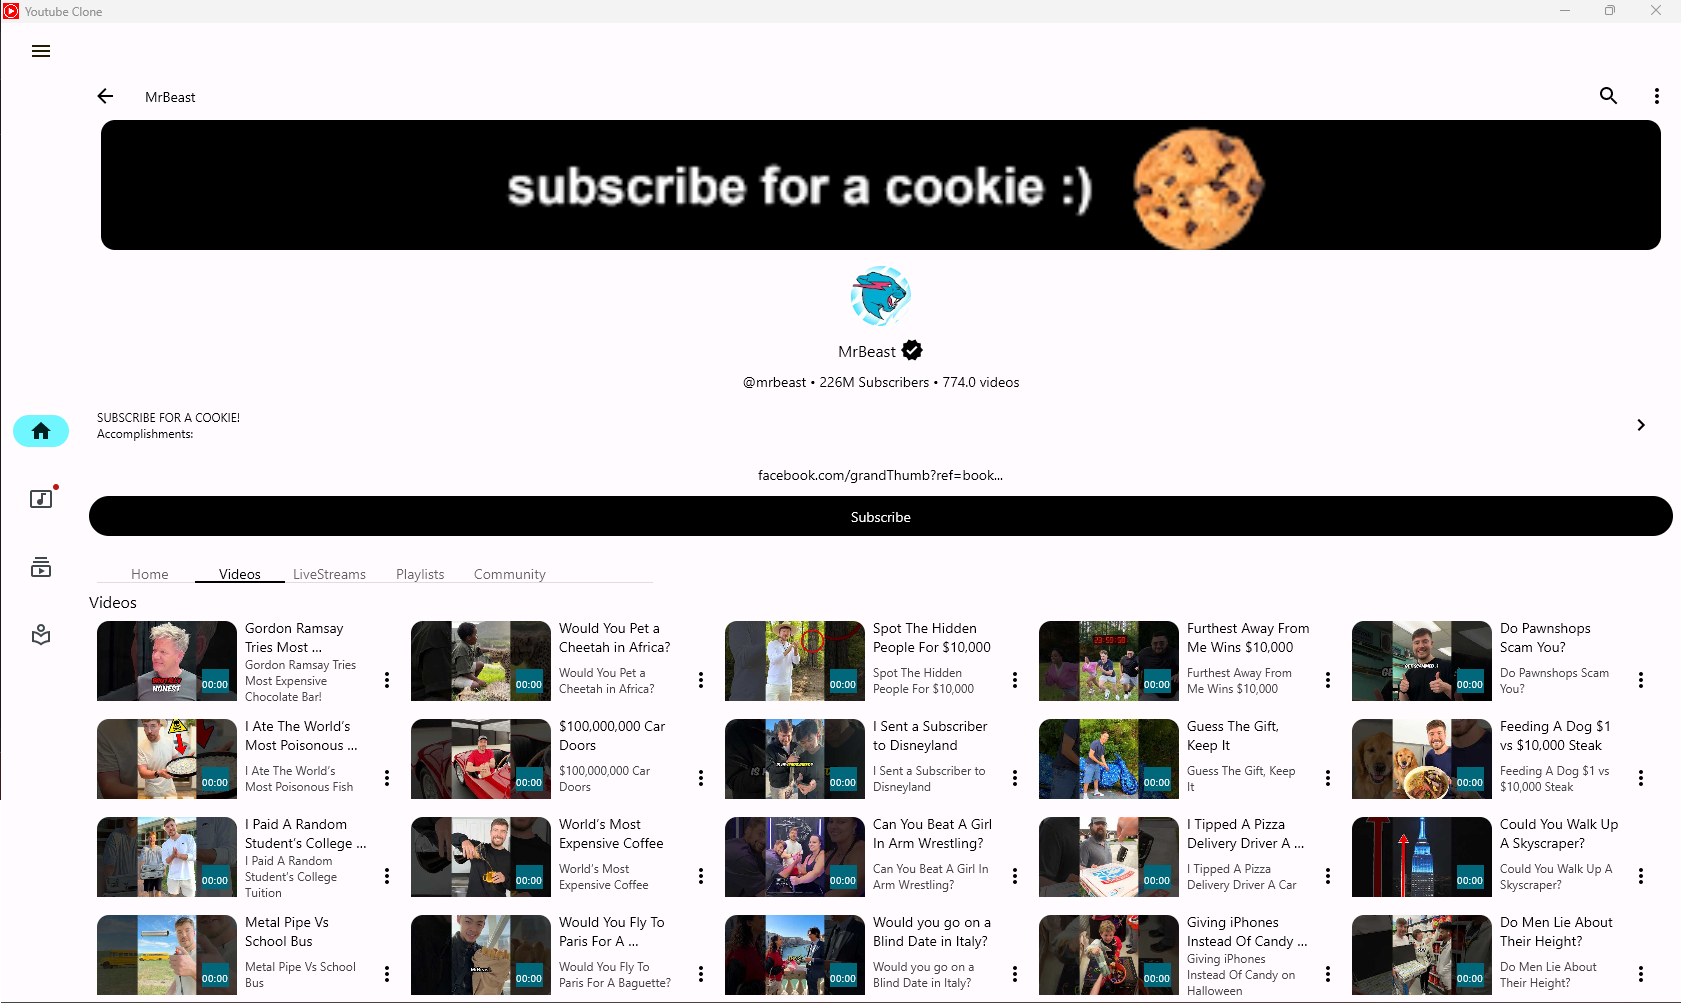 Youtube Clone
MrBeast
subscribe for a cookie :)
MrBeast
@mrbeast • 226M Subscribers • 774.0 videos
SUBSCRIBE FOR A COOKIE!
Accomplishments:
facebook.com/grandThumb?ref=book...
Subscribe
Home Videos LiveStreams Playlists Community
Videos
BRUTALLY
HONEST
00:00
Gordon Ramsay
Tries Most ...
Gordon Ramsay Tries
Most Expensive
Chocolate Bar!
00:00
Would You Pet a
Cheetah in Africa?
Would You Pet a
Cheetah in Africa?
00:00
Spot The Hidden
People For $10,000
Spot The Hidden
People For $10,000
23:59:58
00:00
Furthest Away From
Me Wins $10,000
Furthest Away From
Me Wins $10,000
00:00
Do Pawnshops
Scam You?
Do Pawnshops Scam
You?
00:00
I Ate The World's
Most Poisonous ...
I Ate The World's
Most Poisonous Fish
00:00
$100,000,000 Car
Doors
$100,000,000 Car
Doors
00:00
I Sent a Subscriber
to Disneyland
I Sent a Subscriber to
Disneyland
00:00
Guess The Gift,
Keep It
Guess The Gift, Keep
It
00:00
Feeding A Dog $1
vs $10,000 Steak
Feeding A Dog $1 vs
$10,000 Steak
00:00
I Paid A Random
Student's College ...
I Paid A Random
Student's College
Tuition
00:00
World's Most
Expensive Coffee
World's Most
Expensive Coffee
00:00
Can You Beat A Girl
In Arm Wrestling?
Can You Beat A Girl In
Arm Wrestling?
00:00
I Tipped A Pizza
Delivery Driver A ...
I Tipped A Pizza
Delivery Driver A Car
00:00
Could You Walk Up
A Skyscraper?
Could You Walk Up A
Skyscraper?
00:00
Metal Pipe Vs
School Bus
Metal Pipe Vs School
Bus
00:00
Would You Fly To
Paris For A ...
Would You Fly To
Paris For A Baguette?
00:00
Would you go on a
Blind Date in Italy?
Would you go on a
Blind Date in Italy?
00:00
Giving iPhones
Instead Of Candy ...
Giving iPhones
Instead Of Candy on
Halloween
00:00
Do Men Lie About
Their Height?
Do Men Lie About
Their Height?